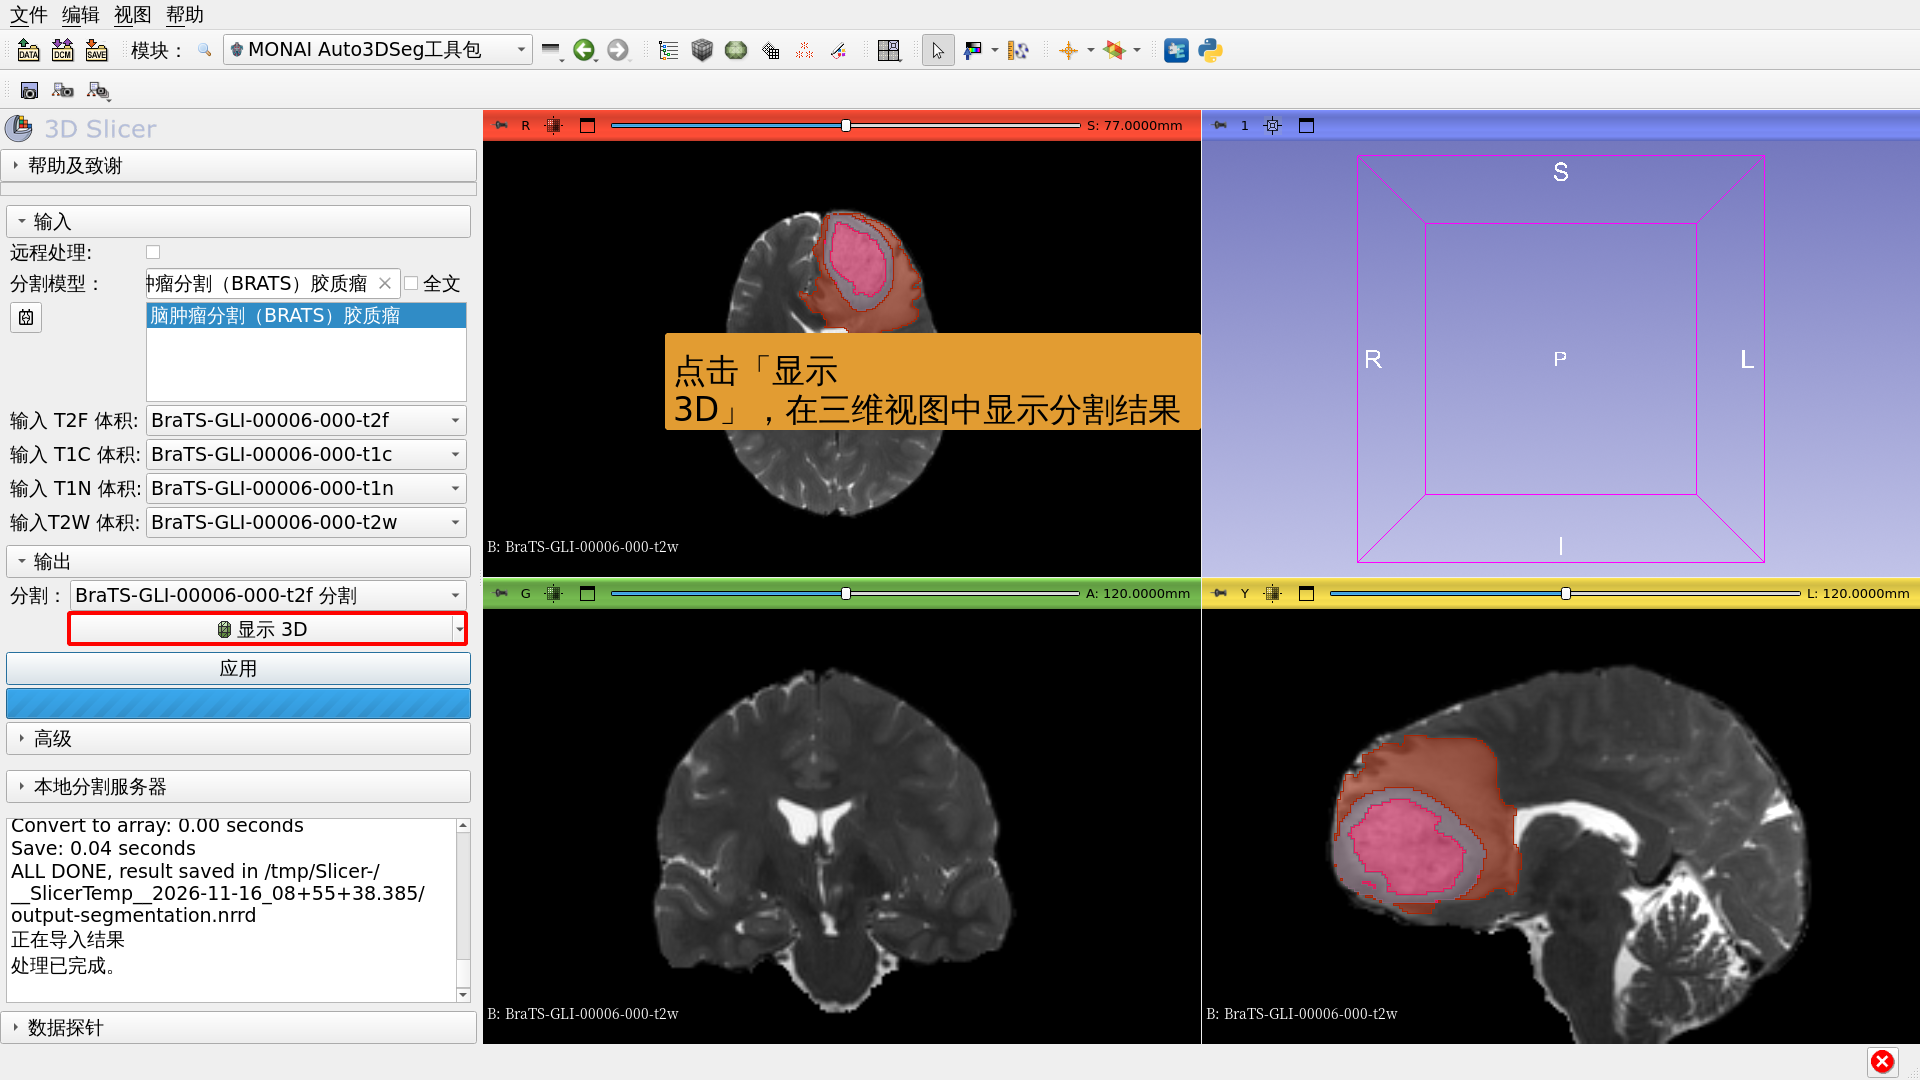 文件 编辑 视图 帮助
DATA DCM SAVE 模块： MONAI Auto3DSeg工具包
3D Slicer
帮助及致谢
输入
远程处理:
分割模型： 肿瘤分割（BRATS）胶质瘤 全文
脑肿瘤分割（BRATS）胶质瘤
输入 T2F 体积: BraTS-GLI-00006-000-t2f
输入 T1C 体积: BraTS-GLI-00006-000-t1c
输入 T1N 体积: BraTS-GLI-00006-000-t1n
输入T2W 体积: BraTS-GLI-00006-000-t2w
输出
分割： BraTS-GLI-00006-000-t2f 分割
显示 3D
应用
高级
本地分割服务器
Convert to array: 0.00 seconds
Save: 0.04 seconds
ALL DONE, result saved in /tmp/Slicer-/
__SlicerTemp__2026-11-16_08+55+38.385/
output-segmentation.nrrd
正在导入结果
处理已完成。
数据探针
R S: 77.0000mm
点击「显示
3D」，在三维视图中显示分割结果
B: BraTS-GLI-00006-000-t2w
1
S
R P L
I
G A: 120.0000mm
B: BraTS-GLI-00006-000-t2w
Y L: 120.0000mm
B: BraTS-GLI-00006-000-t2w